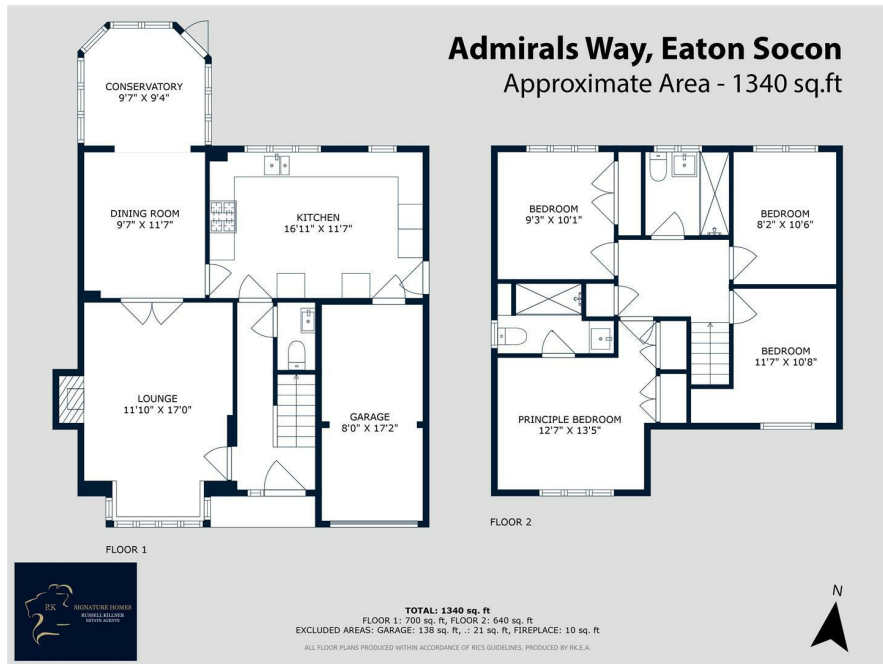 Admirals Way, Eaton Socon
Approximate Area - 1340 sq.ft
CONSERVATORY
9'7" X 9'4"
DINING ROOM
9'7" X 11'7"
KITCHEN
16'11" X 11'7"
LOUNGE
11'10" X 17'0"
GARAGE
8'0" X 17'2"
FLOOR 1
BEDROOM
9'3" X 10'1"
BEDROOM
8'2" X 10'6"
BEDROOM
11'7" X 10'8"
PRINCIPLE BEDROOM
12'7" X 13'5"
FLOOR 2
R.K
SIGNATURE HOMES
RUSSELL KILLNER
ESTATE AGENTS
TOTAL: 1340 sq. ft
FLOOR 1: 700 sq. ft, FLOOR 2: 640 sq. ft
EXCLUDED AREAS: GARAGE: 138 sq. ft, .: 21 sq. ft, FIREPLACE: 10 sq. ft
ALL FLOOR PLANS PRODUCED WITHIN ACCORDANCE OF RICS GUIDELINES. PRODUCED BY RK.E.A.
N